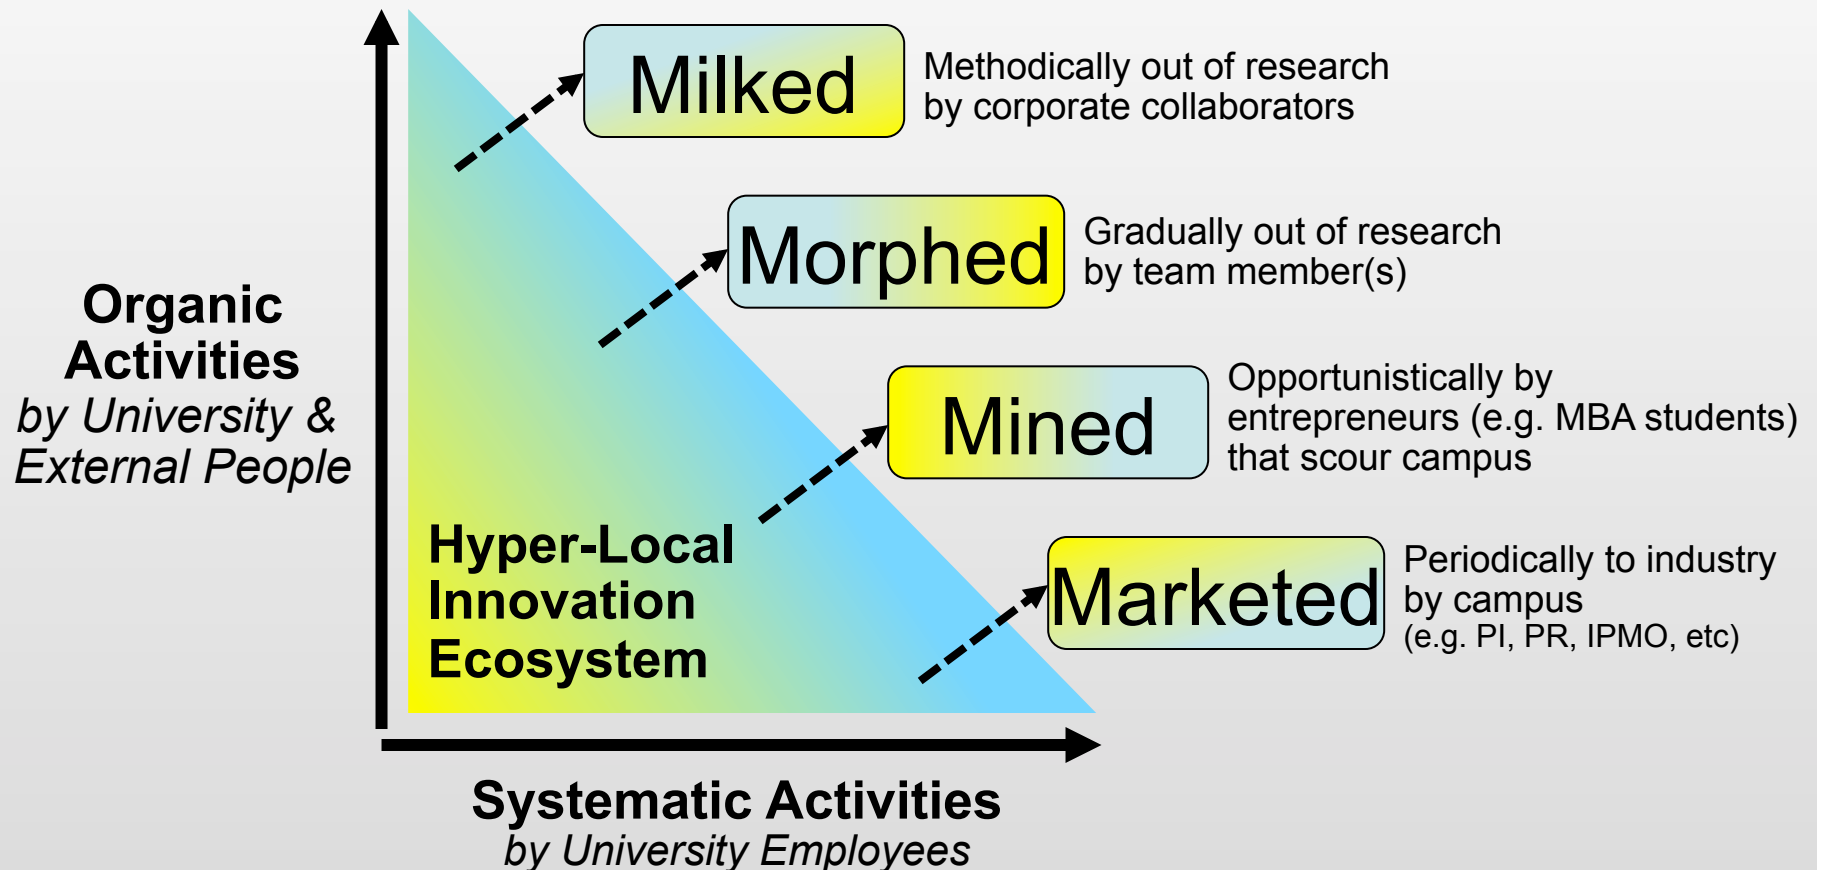 Milked
Methodically out of research
by corporate collaborators
Morphed
Gradually out of research
by team member(s)
Organic
Activities
by University &
External People
Mined
Opportunistically by
entrepreneurs (e.g. MBA students)
that scour campus
Hyper-Local
Innovation
Ecosystem
Marketed
Periodically to industry
by campus
(e.g. PI, PR, IPMO, etc)
Systematic Activities
by University Employees